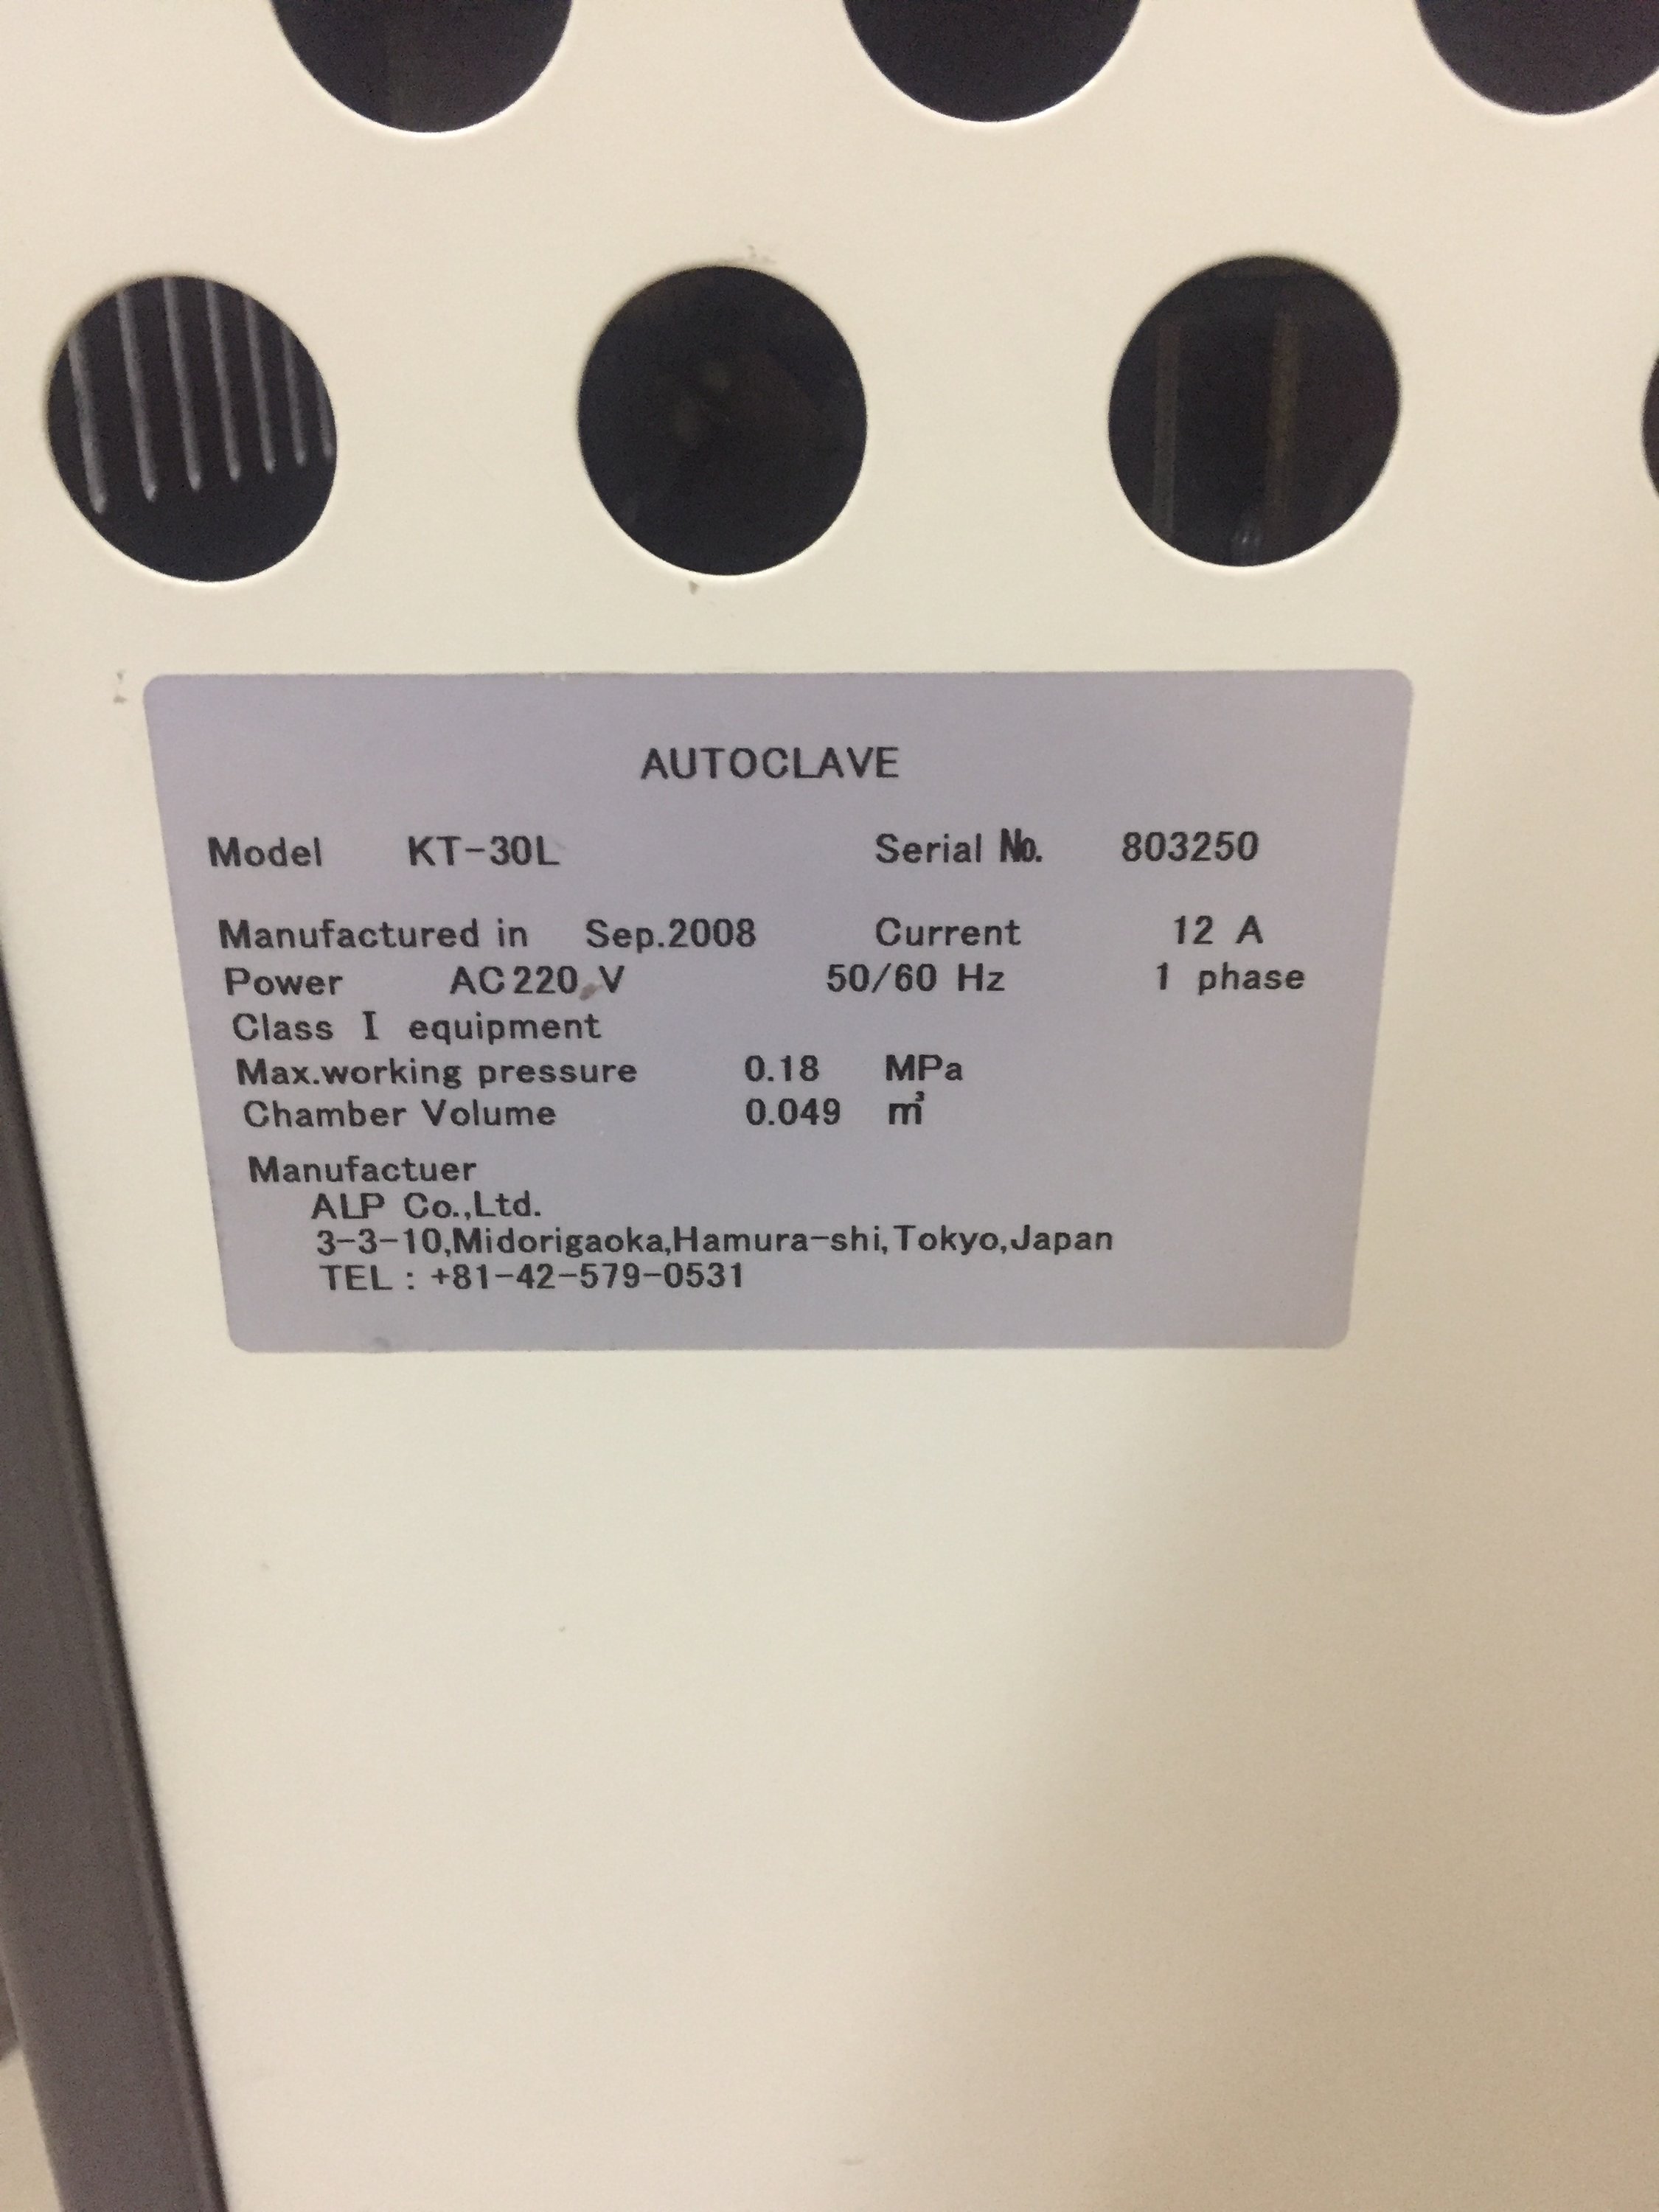 AUTOCLAVE
Model KT-30L Serial No. 803250
Manufactured in Sep.2008 Current 12 A
Power AC220 V 50/60 Hz 1 phase
Class I equipment
Max.working pressure 0.18 MPa
Chamber Volume 0.049 m³
Manufactuer
ALP Co.,Ltd.
3-3-10,Midorigaoka,Hamura-shi,Tokyo,Japan
TEL : +81-42-579-0531